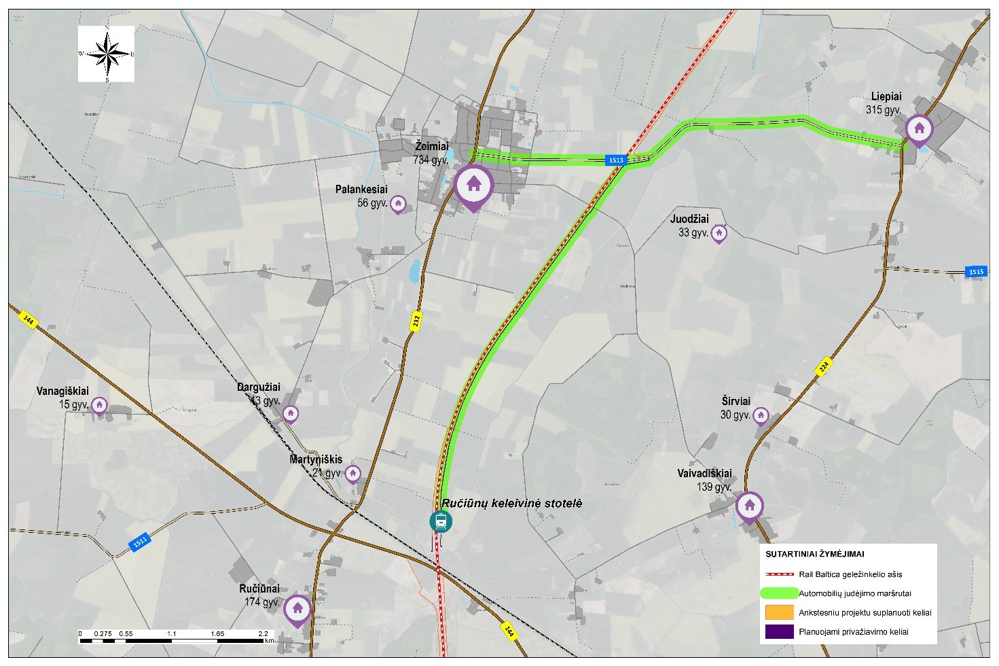 N
W
E
S
Liepiai
315 gyv.
Žeimiai
734 gyv.
1513
Palankesiai
56 gyv.
Juodžiai
33 gyv.
1515
144
232
224
Vanagiškiai
15 gyv.
Dargužiai
43 gyv.
Širviai
30 gyv.
Martyniškis
21 gyv.
Vaivadiškiai
139 gyv.
Ručiūnų keleivinė stotelė
1511
Ručiūnai
174 gyv.
144
0 0.275 0.55 1.1 1.65 2.2
km
SUTARTINIAI ŽYMĖJIMAI
Rail Baltica geležinkelio ašis
Automobilių judėjimo maršrutai
Ankstesniu projektu suplanuoti keliai
Planuojami privažiavimo keliai